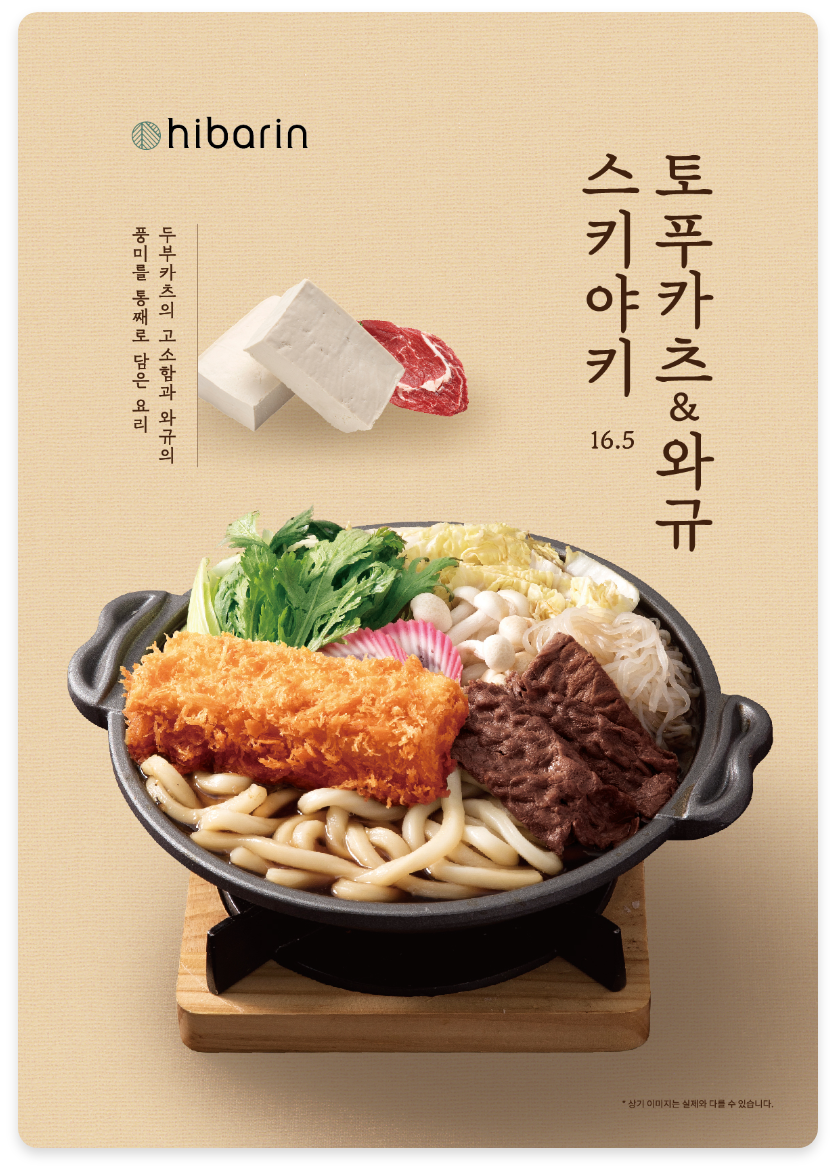 hibarin
토푸카츠&와규
스키야키
16.5
두부카츠의 고소함과 와규의
풍미를 통째로 담은 요리
* 상기 이미지는 실제와 다를 수 있습니다.